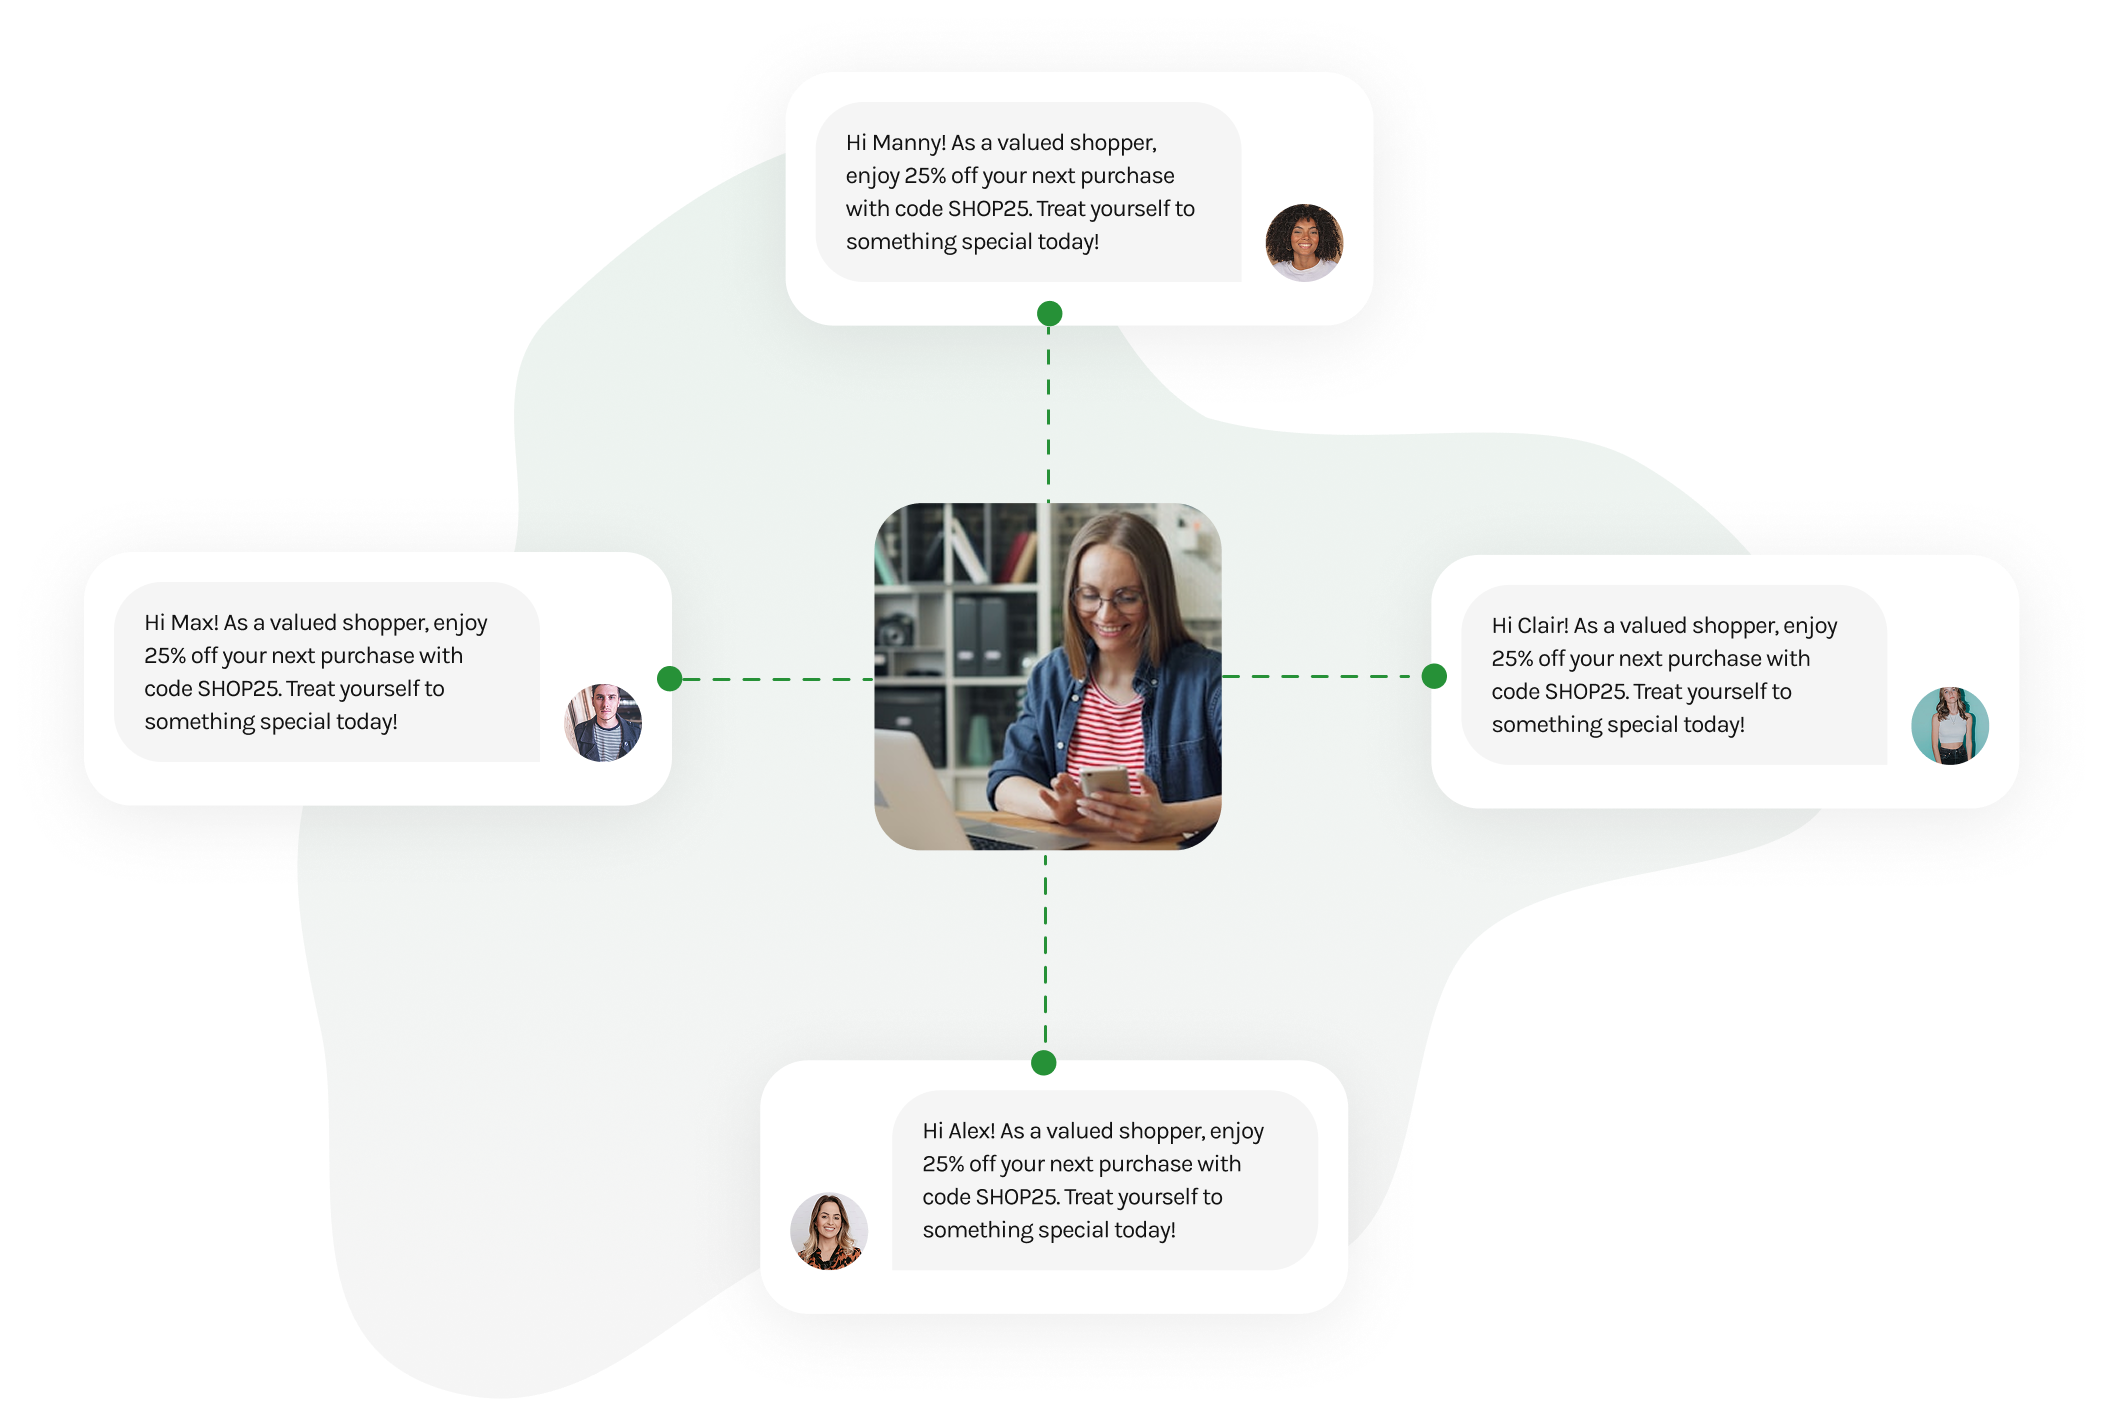 Hi Manny! As a valued shopper,
enjoy 25% off your next purchase
with code SHOP25. Treat yourself to
something special today!
Hi Max! As a valued shopper, enjoy
25% off your next purchase with
code SHOP25. Treat yourself to
something special today!
Hi Clair! As a valued shopper, enjoy
25% off your next purchase with
code SHOP25. Treat yourself to
something special today!
Hi Alex! As a valued shopper, enjoy
25% off your next purchase with
code SHOP25. Treat yourself to
something special today!